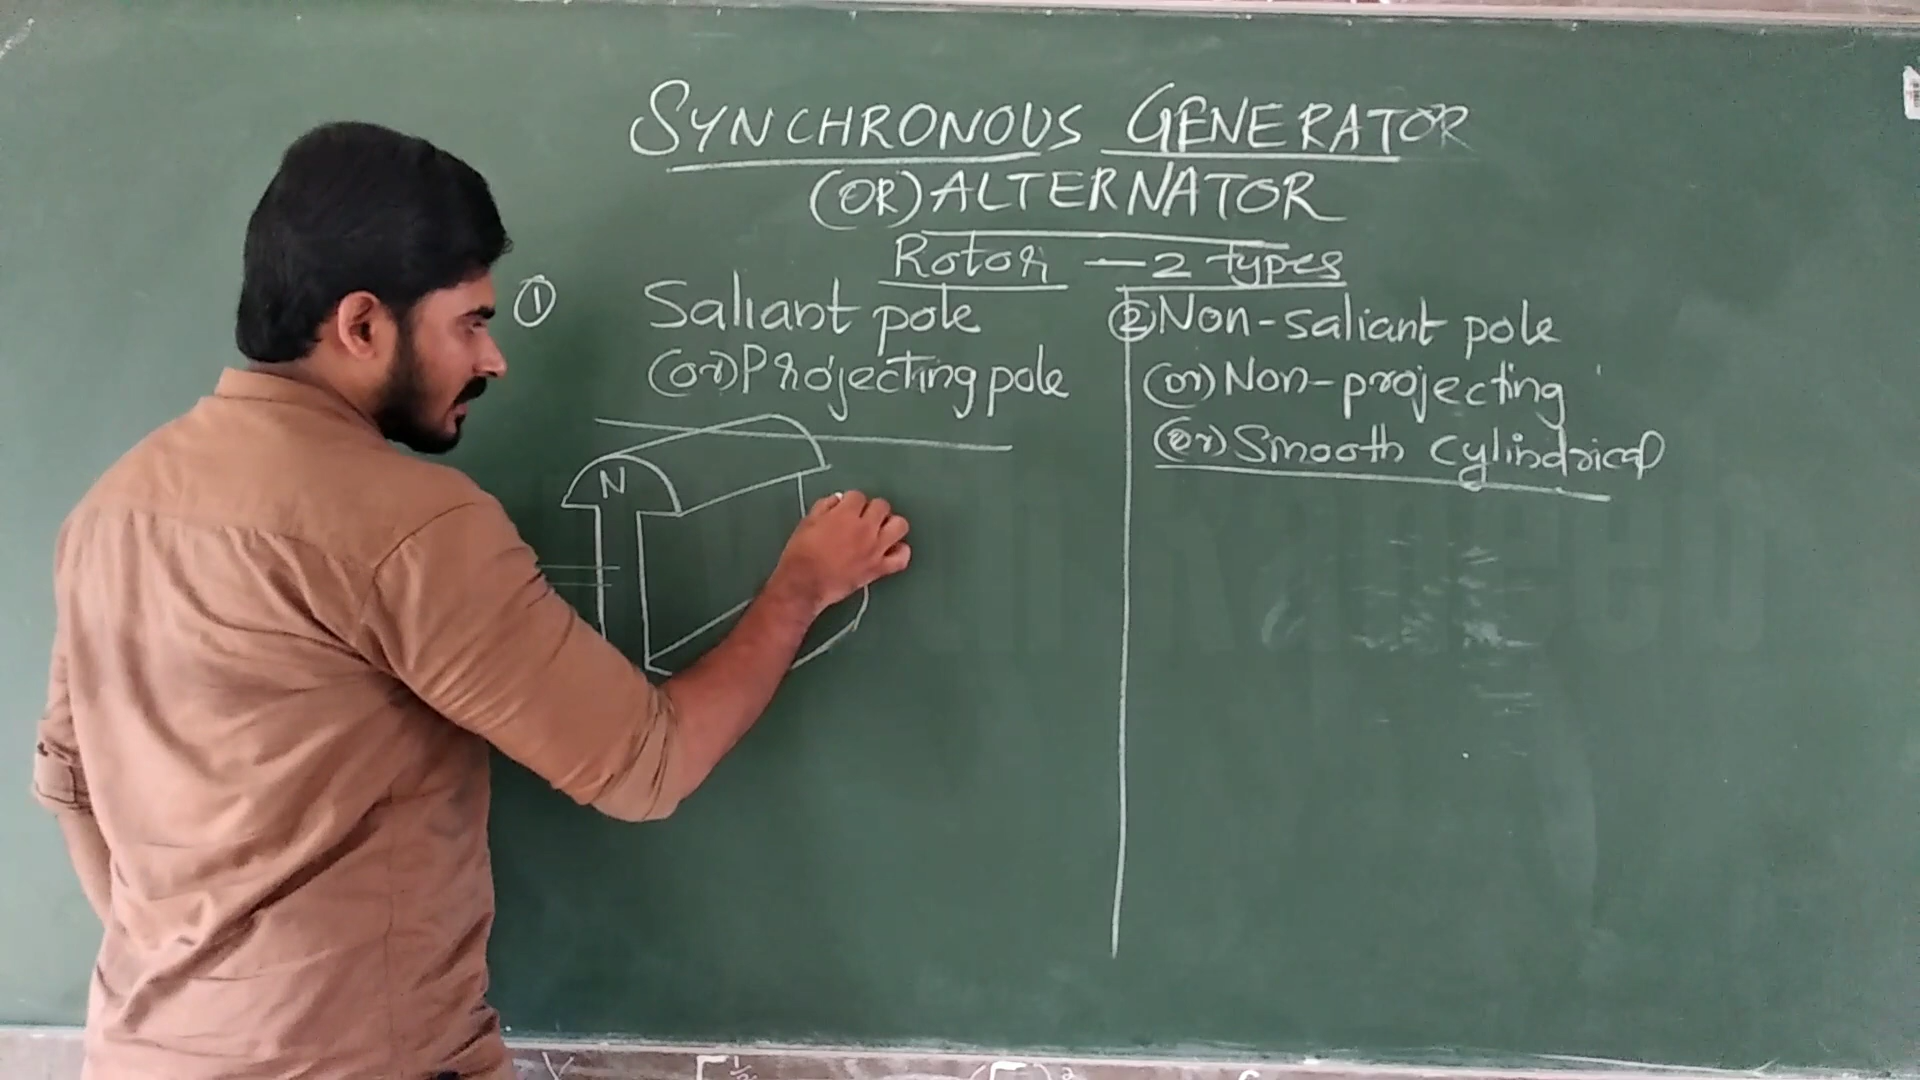 SYNCHRONOUS GENERATOR
(OR) ALTERNATOR
Rotor — 2 types
① Saliant pole
(or) Projecting pole
N
② Non-saliant pole
(or) Non-projecting
(or) Smooth cylindrical